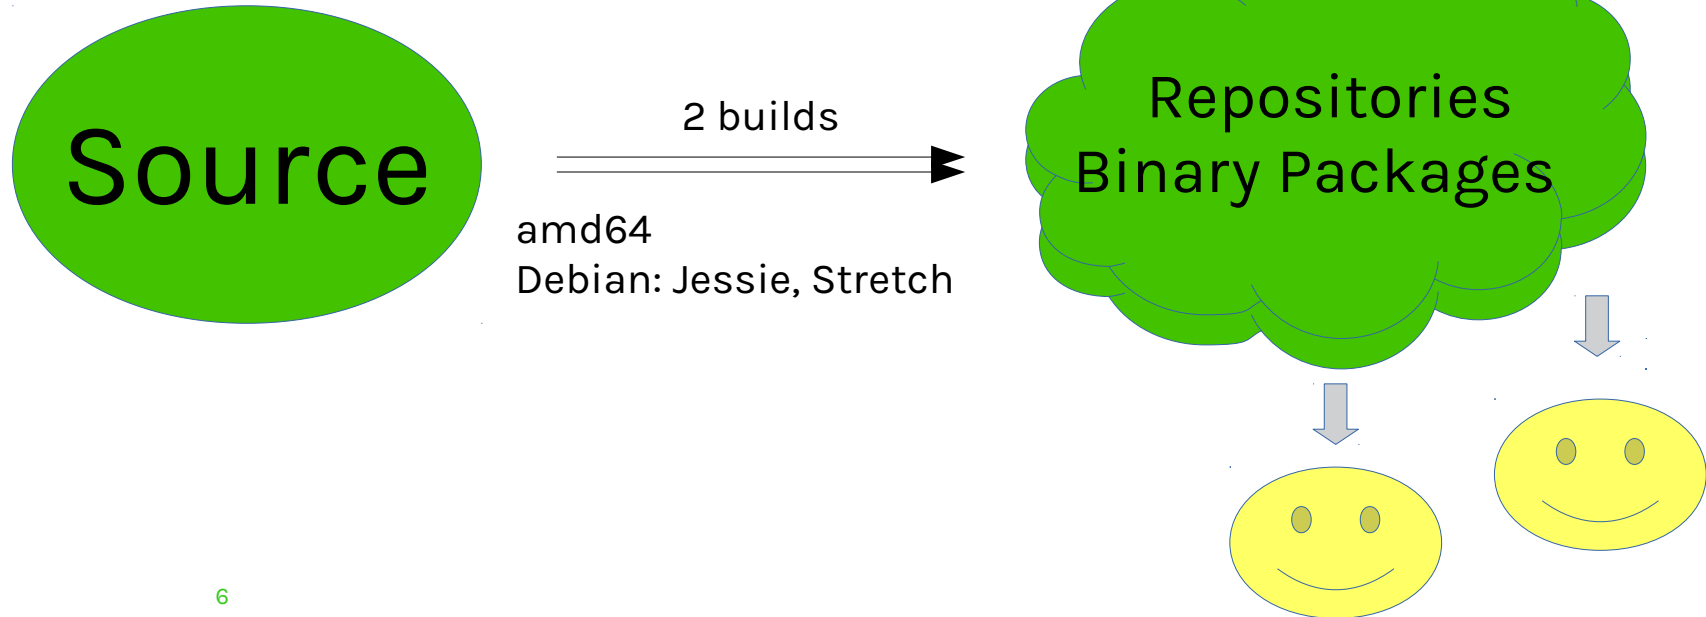 Source
2 builds
amd64
Debian: Jessie, Stretch
Repositories
Binary Packages
6